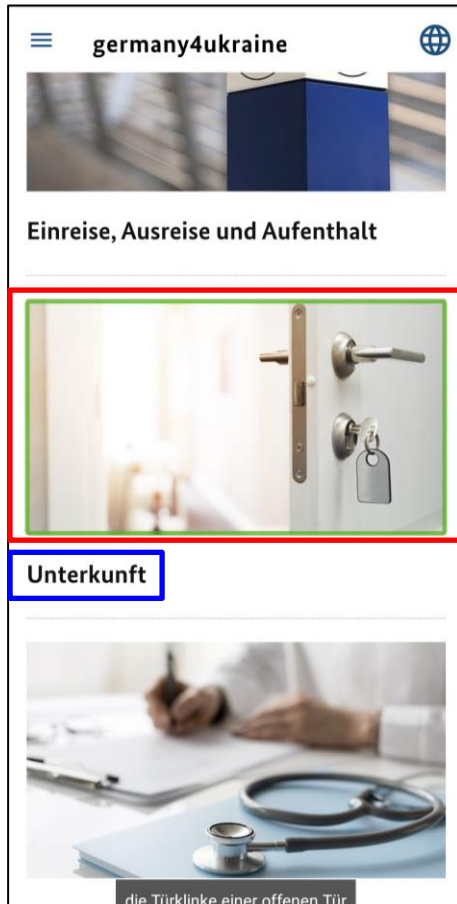 germany4ukraine
Einreise, Ausreise und Aufenthalt
Unterkunft
die Türklinke einer offenen Tür